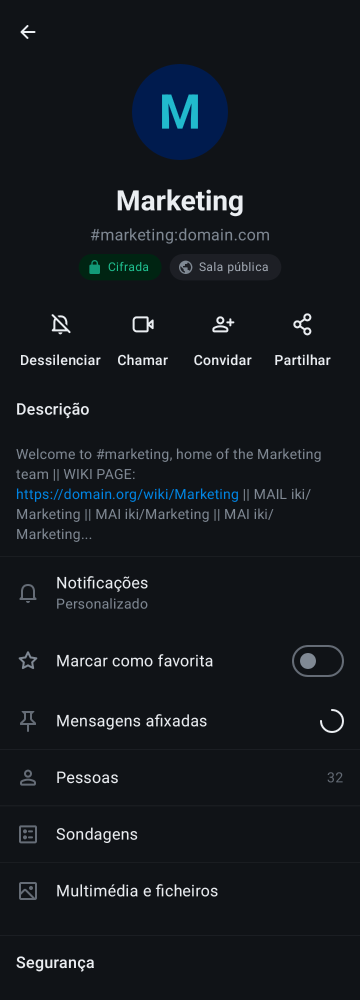 M
Marketing
#marketing:domain.com
Cifrada
Sala pública
Dessilenciar
Chamar
Convidar
Partilhar
Descrição
Welcome to #marketing, home of the Marketing
team || WIKI PAGE:
https://domain.org/wiki/Marketing || MAIL iki/
Marketing || MAI iki/Marketing || MAI iki/
Marketing...
Notificações
Personalizado
Marcar como favorita
Mensagens afixadas
Pessoas
32
Sondagens
Multimédia e ficheiros
Segurança